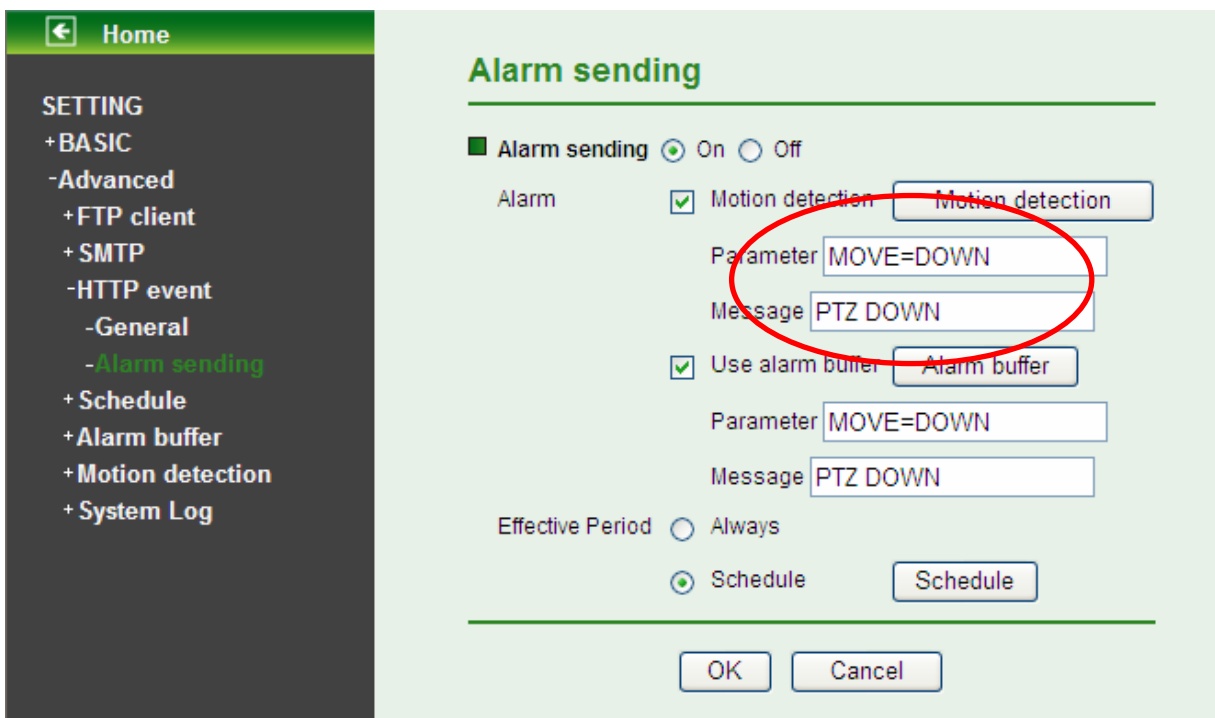 Home
SETTING
+BASIC
-Advanced
+FTP client
+SMTP
-HTTP event
-General
-Alarm sending
+Schedule
+Alarm buffer
+Motion detection
+System Log
Alarm sending
Alarm sending On Off
Alarm Motion detection Motion detection
Parameter MOVE=DOWN
Message PTZ DOWN
Use alarm buffer Alarm buffer
Parameter MOVE=DOWN
Message PTZ DOWN
Effective Period Always
Schedule Schedule
OK Cancel